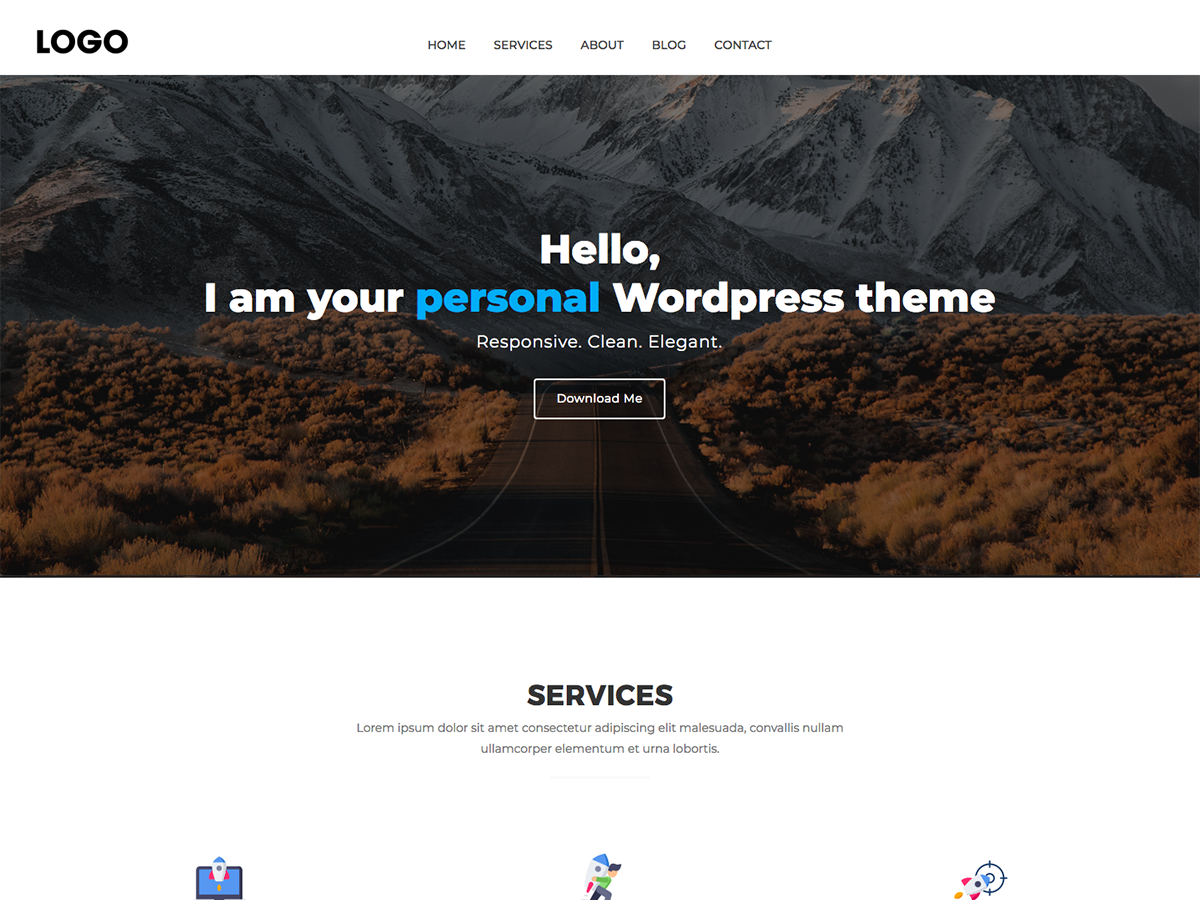 LOGO
HOME SERVICES ABOUT BLOG CONTACT
Hello,
I am your personal Wordpress theme
Responsive. Clean. Elegant.
Download Me
SERVICES
Lorem ipsum dolor sit amet consectetur adipiscing elit malesuada, convallis nullam
ullamcorper elementum et urna lobortis.